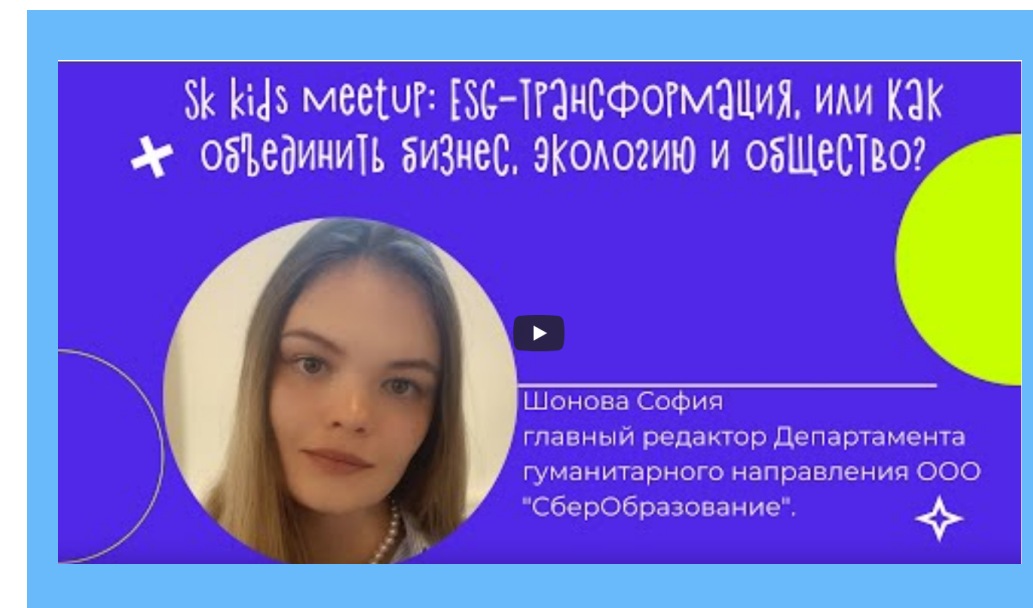 Sk kids meetup: ESG-трансформация, или как
объединить бизнес, экологию и общество?
Шонова София
главный редактор Департамента
гуманитарного направления ООО
"СберОбразование".